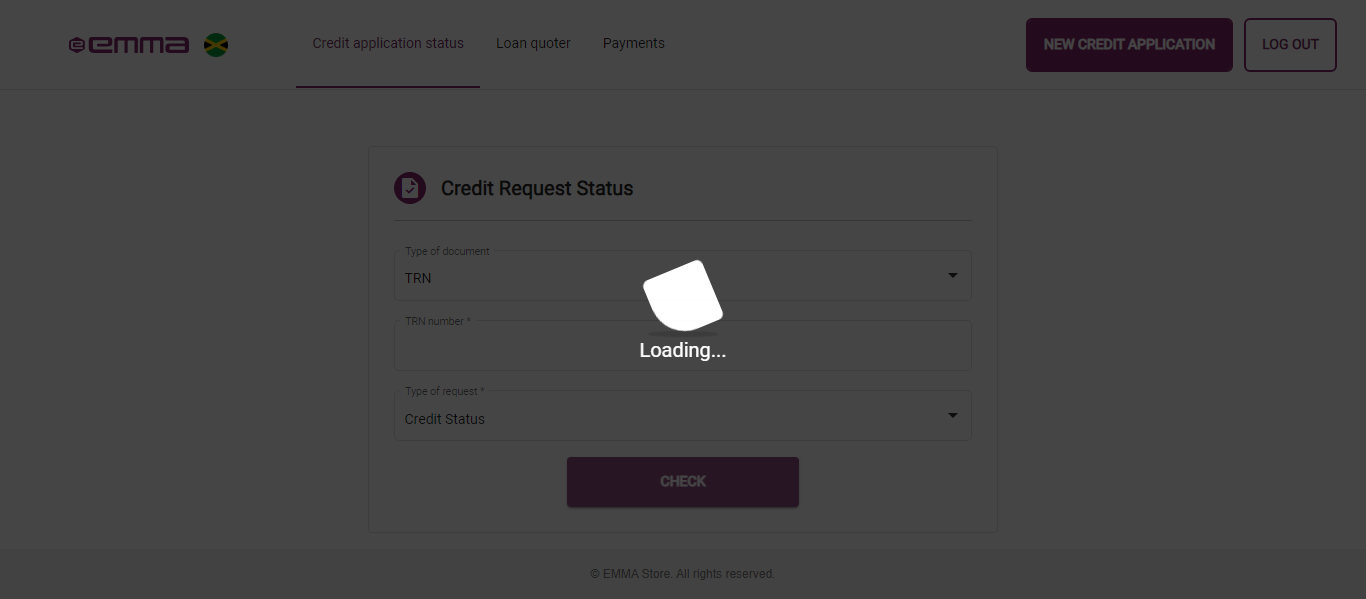 emma
Credit application status
Loan quoter
Payments
NEW CREDIT APPLICATION
LOG OUT
Credit Request Status
Type of document
TRN
TRN number *
Loading...
Type of request *
Credit Status
CHECK
© EMMA Store. All rights reserved.